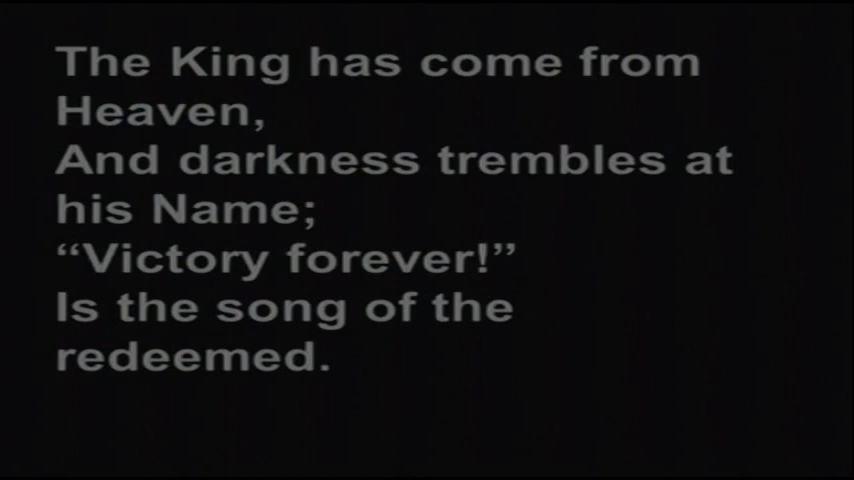 The King has come from
Heaven,
And darkness trembles at
his Name;
“Victory forever!”
Is the song of the
redeemed.